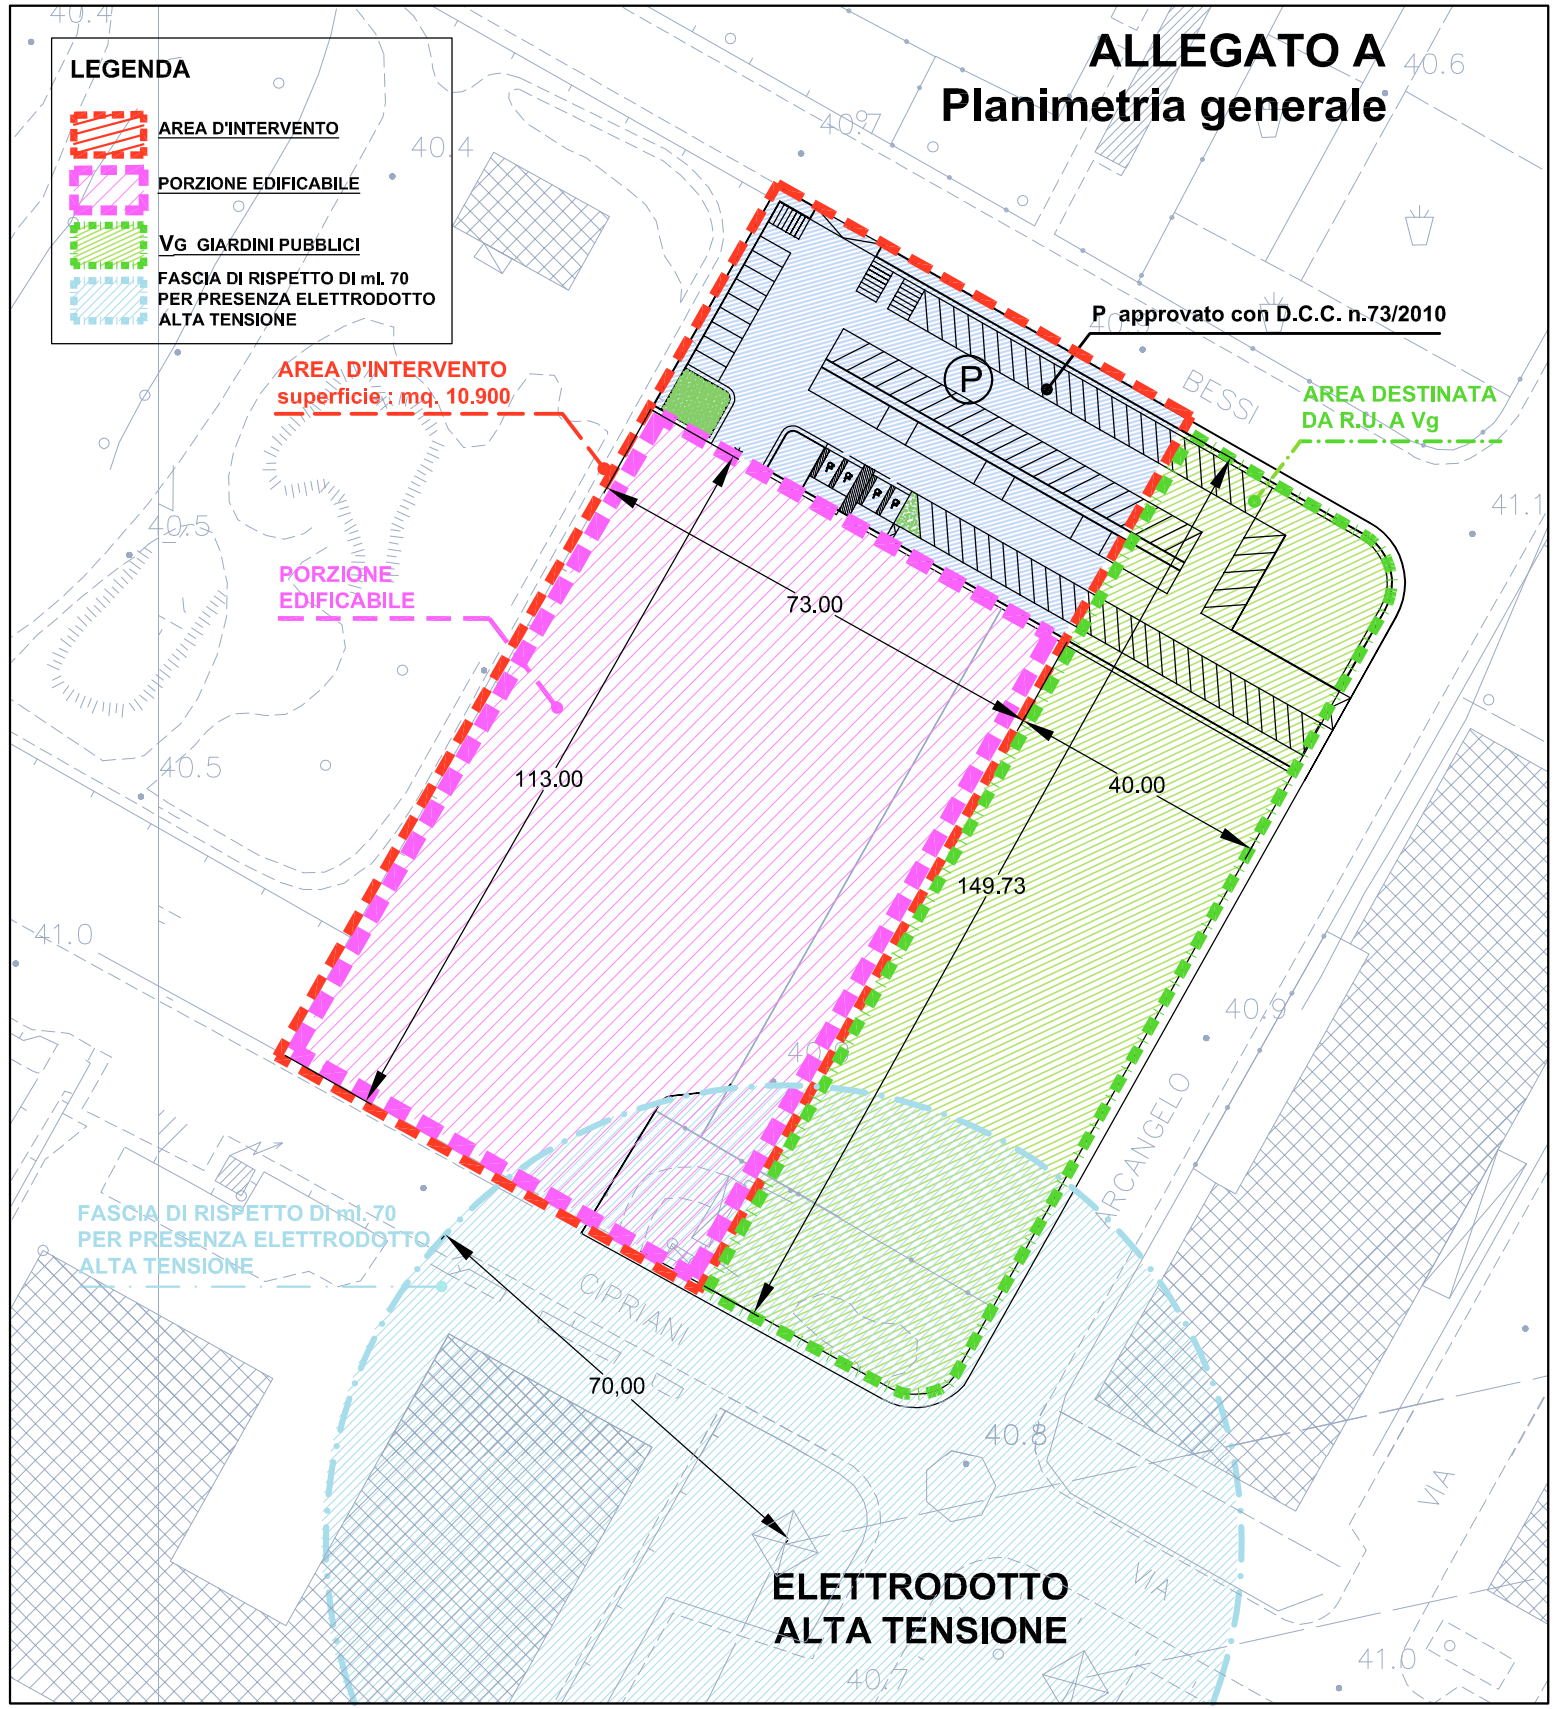 40.4
ALLEGATO A
Planimetria generale
LEGENDA
AREA D'INTERVENTO
PORZIONE EDIFICABILE
VG GIARDINI PUBBLICI
FASCIA DI RISPETTO DI ml. 70
PER PRESENZA ELETTRODOTTO
ALTA TENSIONE
40.6
40.7
40.4
P approvato con D.C.C. n.73/2010
AREA D'INTERVENTO
superficie : mq. 10.900
P
BESSI
AREA DESTINATA
DA R.U. A Vg
41.1
40.5
P
P
P
P
PORZIONE
EDIFICABILE
73.00
40.5
113.00
40.00
149.73
41.0
40.9
40.9
ARCANGELO
FASCIA DI RISPETTO DI ml. 70
PER PRESENZA ELETTRODOTTO
ALTA TENSIONE
CIPRIANI
70,00
40.8
VIA
VIA
ELETTRODOTTO
ALTA TENSIONE
40.7
41.0